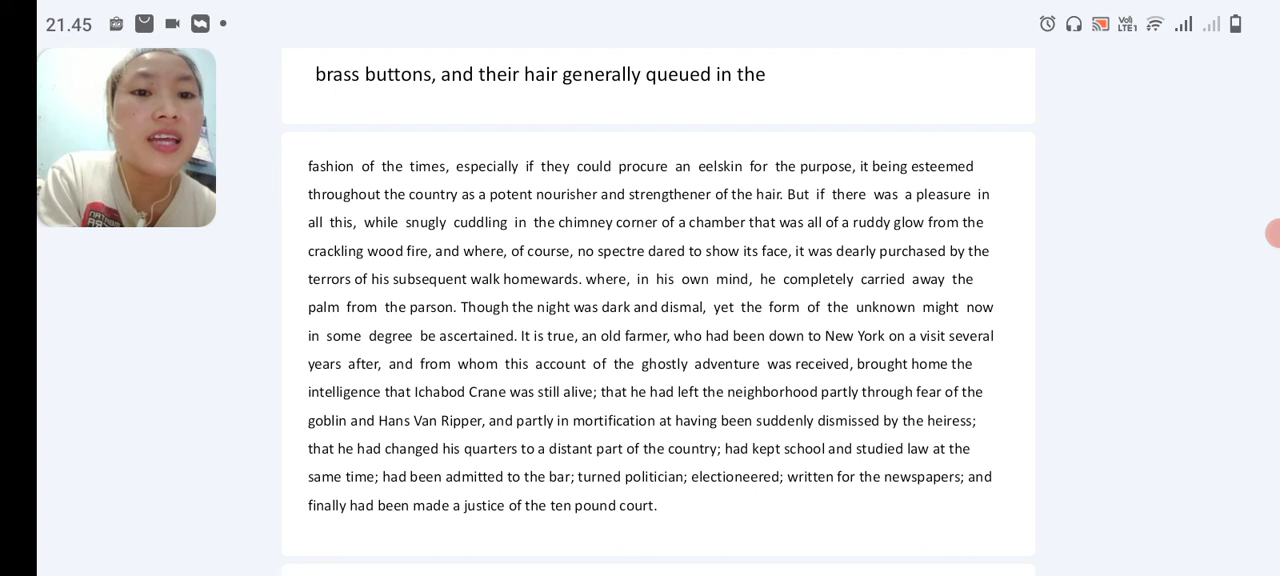 21.45
Vo))
LTE1
brass buttons, and their hair generally queued in the
fashion of the times, especially if they could procure an eelskin for the purpose, it being esteemed
throughout the country as a potent nourisher and strengthener of the hair. But if there was a pleasure in
all this, while snugly cuddling in the chimney corner of a chamber that was all of a ruddy glow from the
crackling wood fire, and where, of course, no spectre dared to show its face, it was dearly purchased by the
terrors of his subsequent walk homewards. where, in his own mind, he completely carried away the
palm from the parson. Though the night was dark and dismal, yet the form of the unknown might now
in some degree be ascertained. It is true, an old farmer, who had been down to New York on a visit several
years after, and from whom this account of the ghostly adventure was received, brought home the
intelligence that Ichabod Crane was still alive; that he had left the neighborhood partly through fear of the
goblin and Hans Van Ripper, and partly in mortification at having been suddenly dismissed by the heiress;
that he had changed his quarters to a distant part of the country; had kept school and studied law at the
same time; had been admitted to the bar; turned politician; electioneered; written for the newspapers; and
finally had been made a justice of the ten pound court.